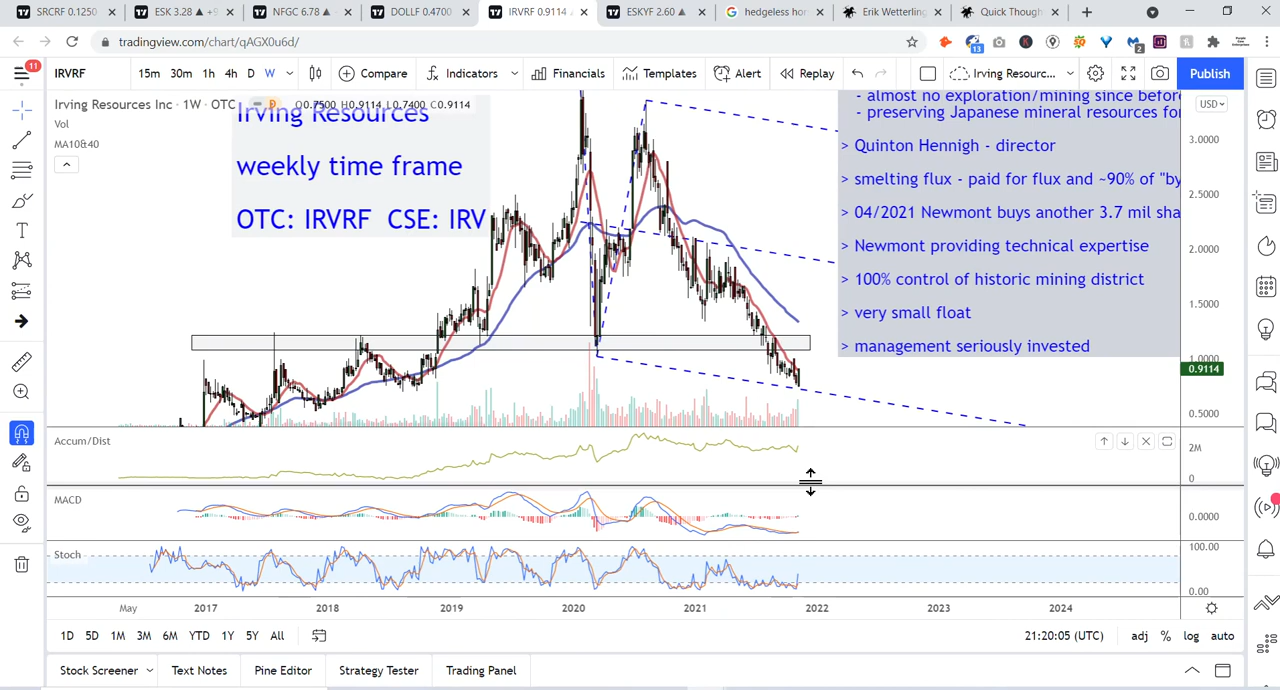 SRCRF 0.1250
ESK 3.28 ▲ +9
NFGC 6.78 ▲
DOLLF 0.4700
IRVRF 0.9114
ESKYF 2.60 ▲
hedgeless hor
Erik Wetterling
Quick Though
tradingview.com/chart/qAGX0u6d/
13
2
11
IRVRF
15m 30m 1h 4h D W
Compare
Indicators
Financials
Templates
Alert
Replay
Irving Resourc...
Publish
Irving Resources Inc · 1W · OTC
D
O0.7500 H0.9114 L0.7400 C0.9114
Vol
MA10&40
Irving Resources
weekly time frame
OTC: IRVRF CSE: IRV
- almost no exploration/mining since before
- preserving Japanese mineral resources for
> Quinton Hennigh - director
> smelting flux - paid for flux and ~90% of "by
> 04/2021 Newmont buys another 3.7 mil sha
> Newmont providing technical expertise
> 100% control of historic mining district
> very small float
> management seriously invested
USD
3.0000
2.5000
2.0000
1.5000
1.0000
0.9114
0.5000
Accum/Dist
2M
0
MACD
0.0000
Stoch
100.00
0.00
May 2017 2018 2019 2020 2021 2022 2023 2024
1D 5D 1M 3M 6M YTD 1Y 5Y All
21:20:05 (UTC)
adj % log auto
Stock Screener
Text Notes
Pine Editor
Strategy Tester
Trading Panel